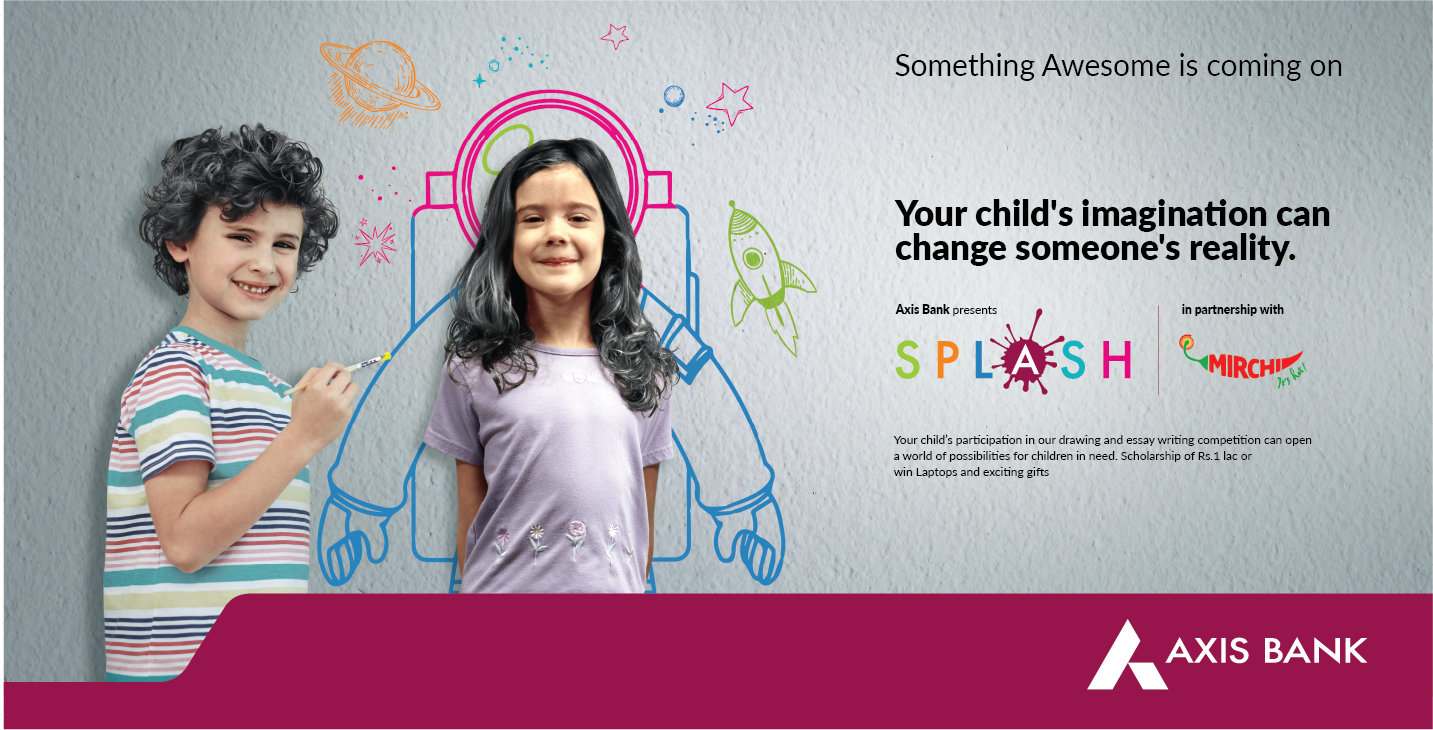 Something Awesome is coming on
Your child's imagination can
change someone's reality.
Axis Bank presents
SPLASH
in partnership with
MIRCHI
It's hot!
Your child's participation in our drawing and essay writing competition can open
a world of possibilities for children in need. Scholarship of Rs.1 lac or
win Laptops and exciting gifts
AXIS BANK